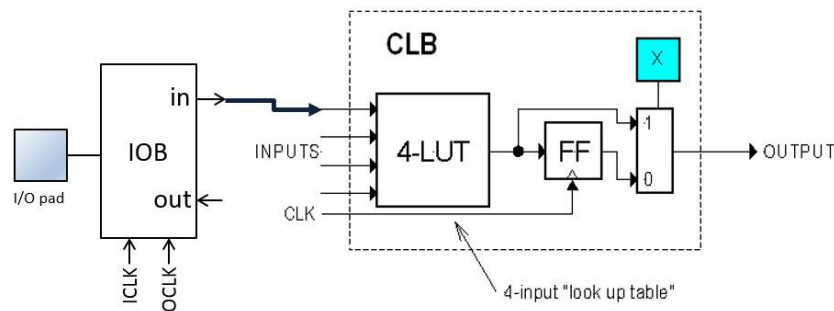 CLB
X
in
IOB
I/O pad
out
ICLK
OCLK
INPUTS
4-LUT
FF
1
0
OUTPUT
CLK
4-input "look up table"